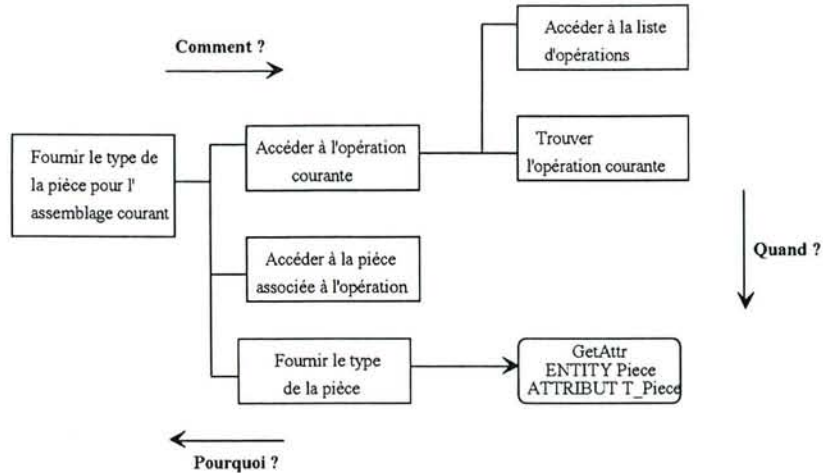 Comment ?
Accéder à la liste
d'opérations
Fournir le type de
la pièce pour l'
assemblage courant
Accéder à l'opération
courante
Trouver
l'opération courante
Quand ?
Accéder à la pièce
associée à l'opération
Fournir le type
de la pièce
GetAttr
ENTITY Piece
ATTRIBUT T_Piece
Pourquoi ?